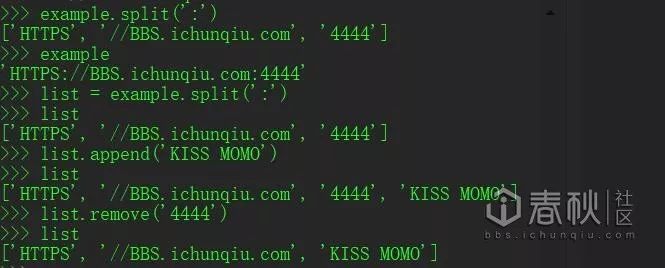 >>> example.split(':')
['HTTPS', '//BBS.ichunqiu.com', '4444']
>>> example
'HTTPS://BBS.ichunqiu.com:4444'
>>> list = example.split(':')
>>> list
['HTTPS', '//BBS.ichunqiu.com', '4444']
>>> list.append('KISS MOMO')
>>> list
['HTTPS', '//BBS.ichunqiu.com', '4444', 'KISS MOMO']
>>> list.remove('4444')
>>> list
['HTTPS', '//BBS.ichunqiu.com', 'KISS MOMO']
春秋 社区
bbs.ichunqiu.com